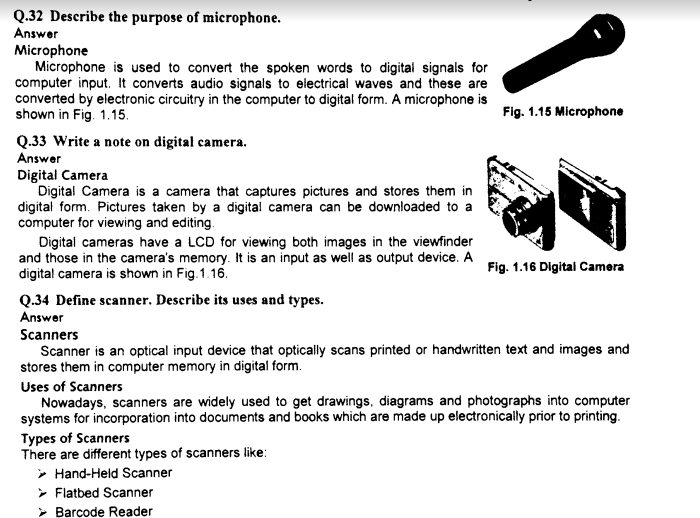 Q.32 Describe the purpose of microphone.
Answer
Microphone
Microphone is used to convert the spoken words to digital signals for
computer input. It converts audio signals to electrical waves and these are
converted by electronic circuitry in the computer to digital form. A microphone is
shown in Fig. 1.15.
Fig. 1.15 Microphone
Q.33 Write a note on digital camera.
Answer
Digital Camera
Digital Camera is a camera that captures pictures and stores them in
digital form. Pictures taken by a digital camera can be downloaded to a
computer for viewing and editing.
Digital cameras have a LCD for viewing both images in the viewfinder
and those in the camera's memory. It is an input as well as output device. A
digital camera is shown in Fig.1.16.
Fig. 1.16 Digital Camera
Q.34 Define scanner. Describe its uses and types.
Answer
Scanners
Scanner is an optical input device that optically scans printed or handwritten text and images and
stores them in computer memory in digital form.
Uses of Scanners
Nowadays, scanners are widely used to get drawings, diagrams and photographs into computer
systems for incorporation into documents and books which are made up electronically prior to printing.
Types of Scanners
There are different types of scanners like:
➢ Hand-Held Scanner
➢ Flatbed Scanner
➢ Barcode Reader